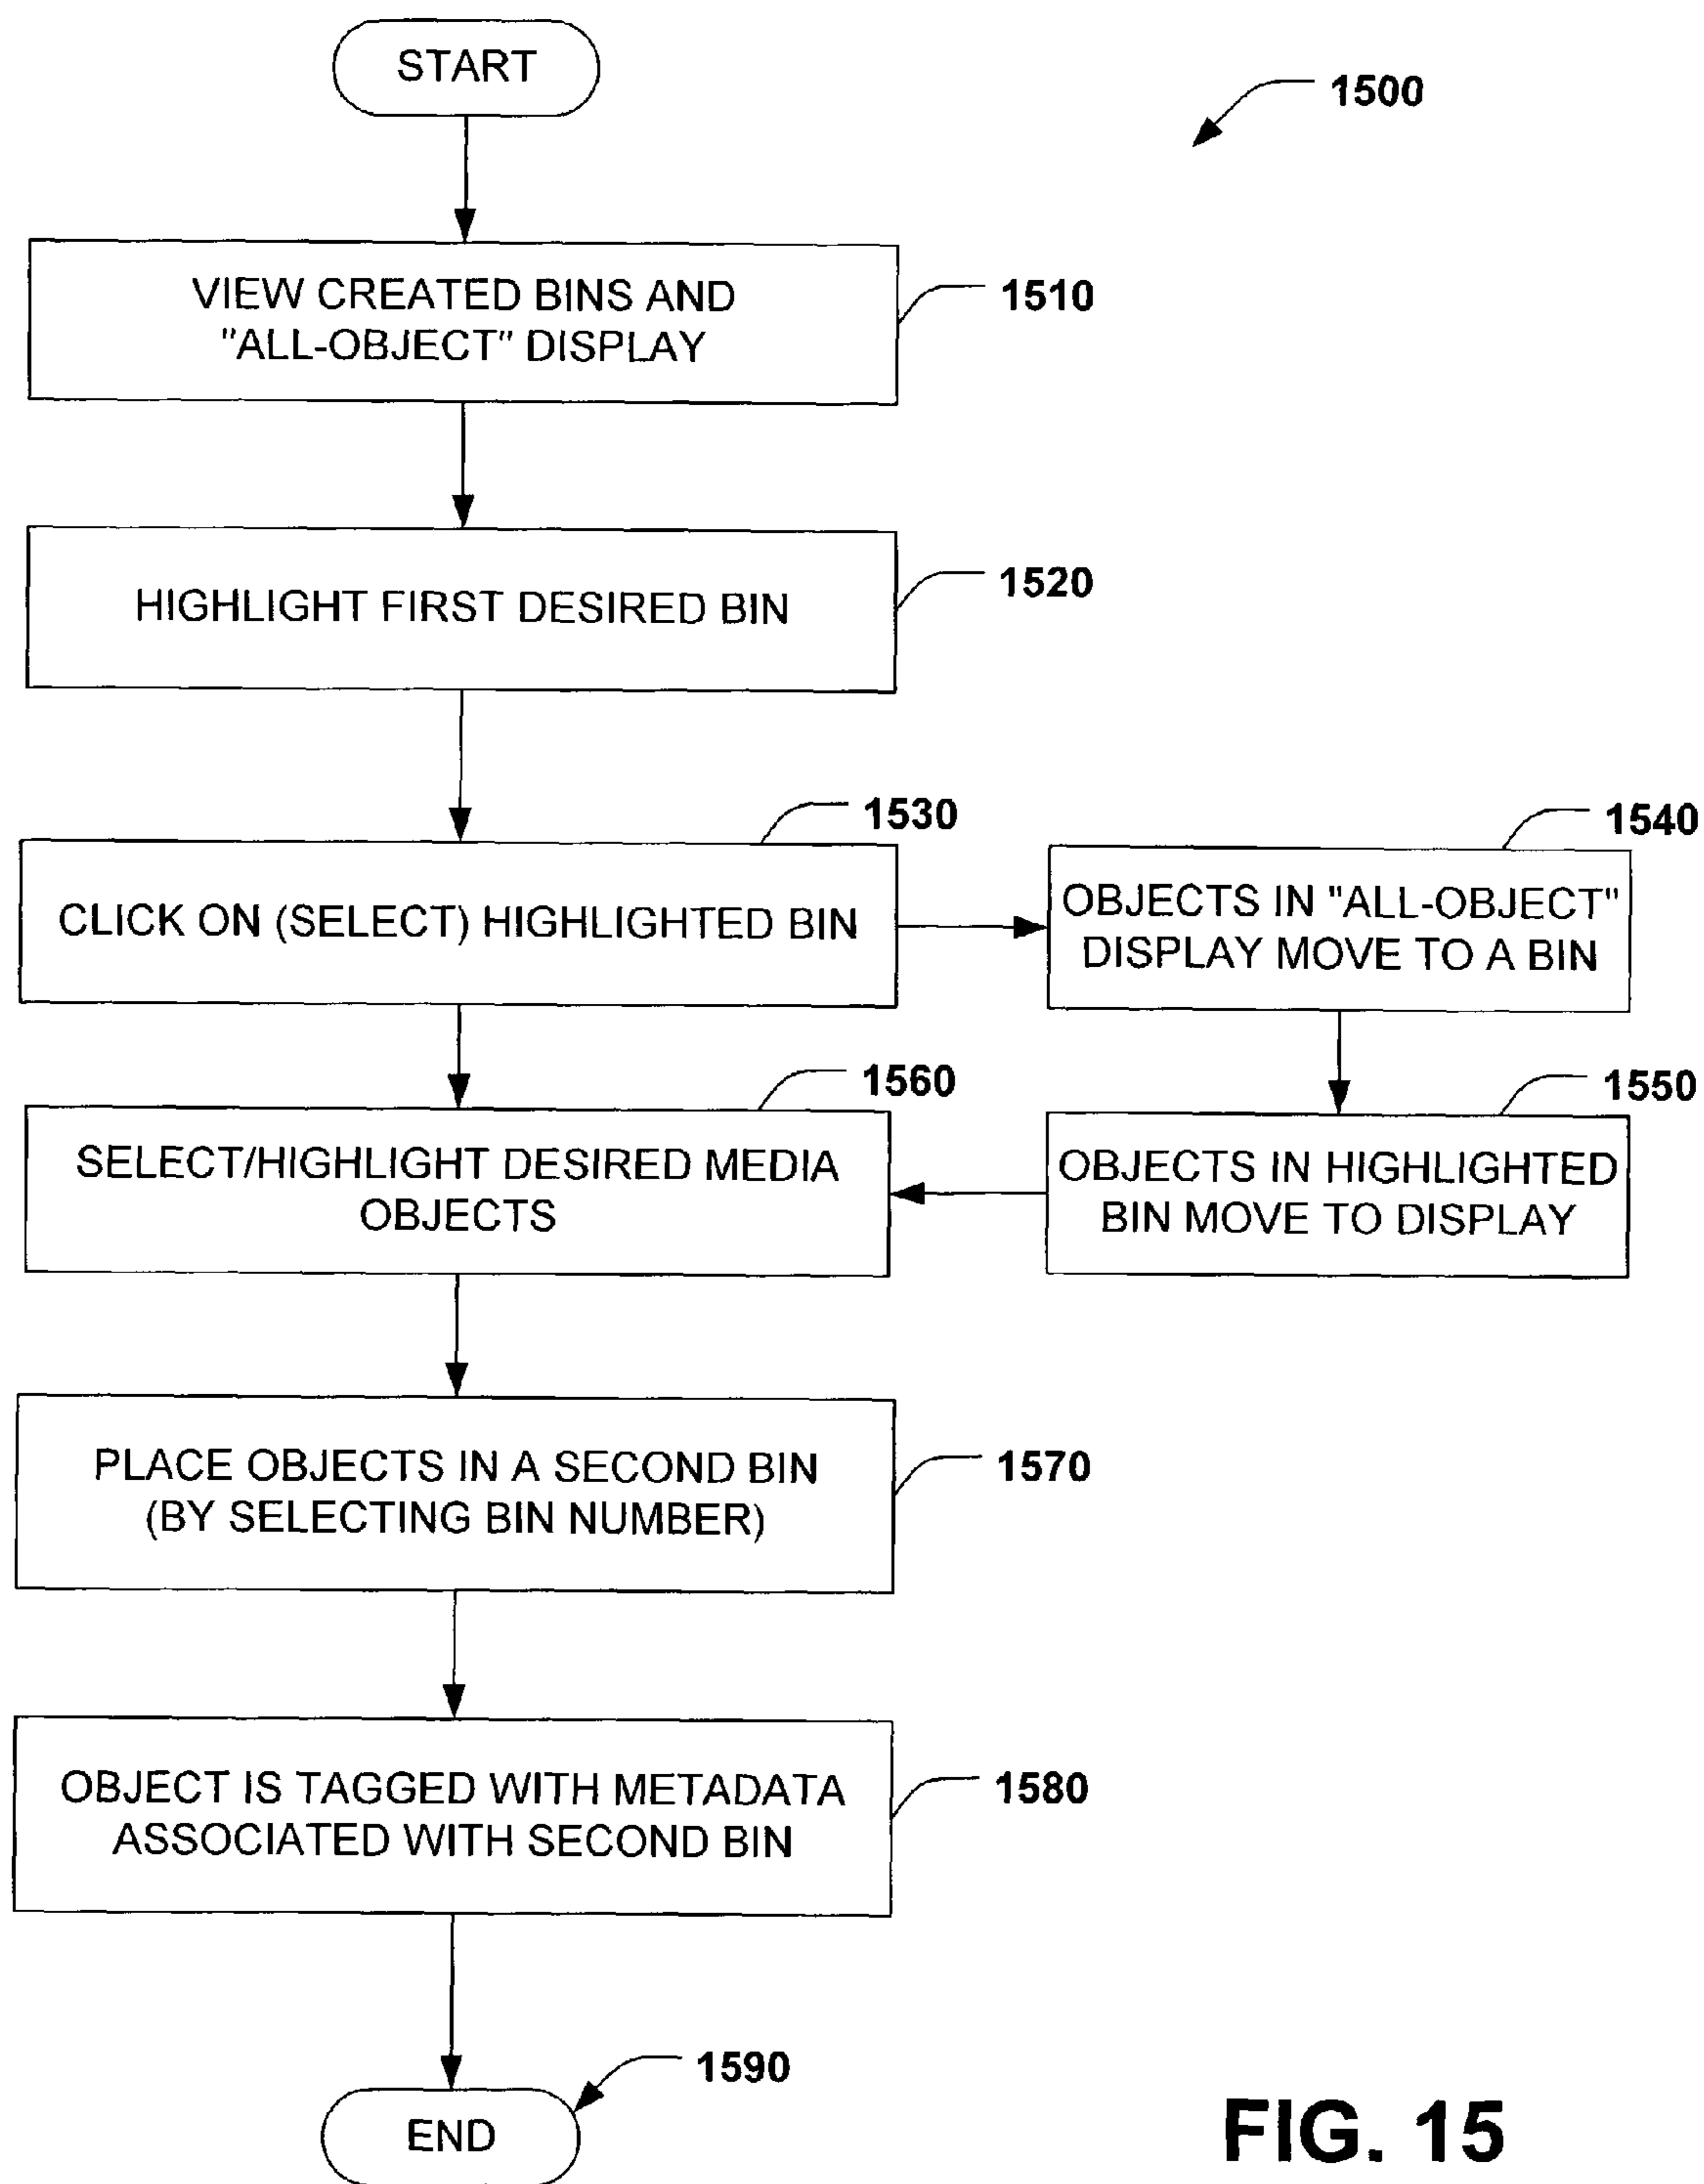 START
1500
VIEW CREATED BINS AND
"ALL-OBJECT" DISPLAY
1510
HIGHLIGHT FIRST DESIRED BIN
1520
1530
CLICK ON (SELECT) HIGHLIGHTED BIN
1540
OBJECTS IN "ALL-OBJECT"
DISPLAY MOVE TO A BIN
1560
SELECT/HIGHLIGHT DESIRED MEDIA
OBJECTS
1550
OBJECTS IN HIGHLIGHTED
BIN MOVE TO DISPLAY
PLACE OBJECTS IN A SECOND BIN
(BY SELECTING BIN NUMBER)
1570
OBJECT IS TAGGED WITH METADATA
ASSOCIATED WITH SECOND BIN
1580
1590
END
FIG. 15